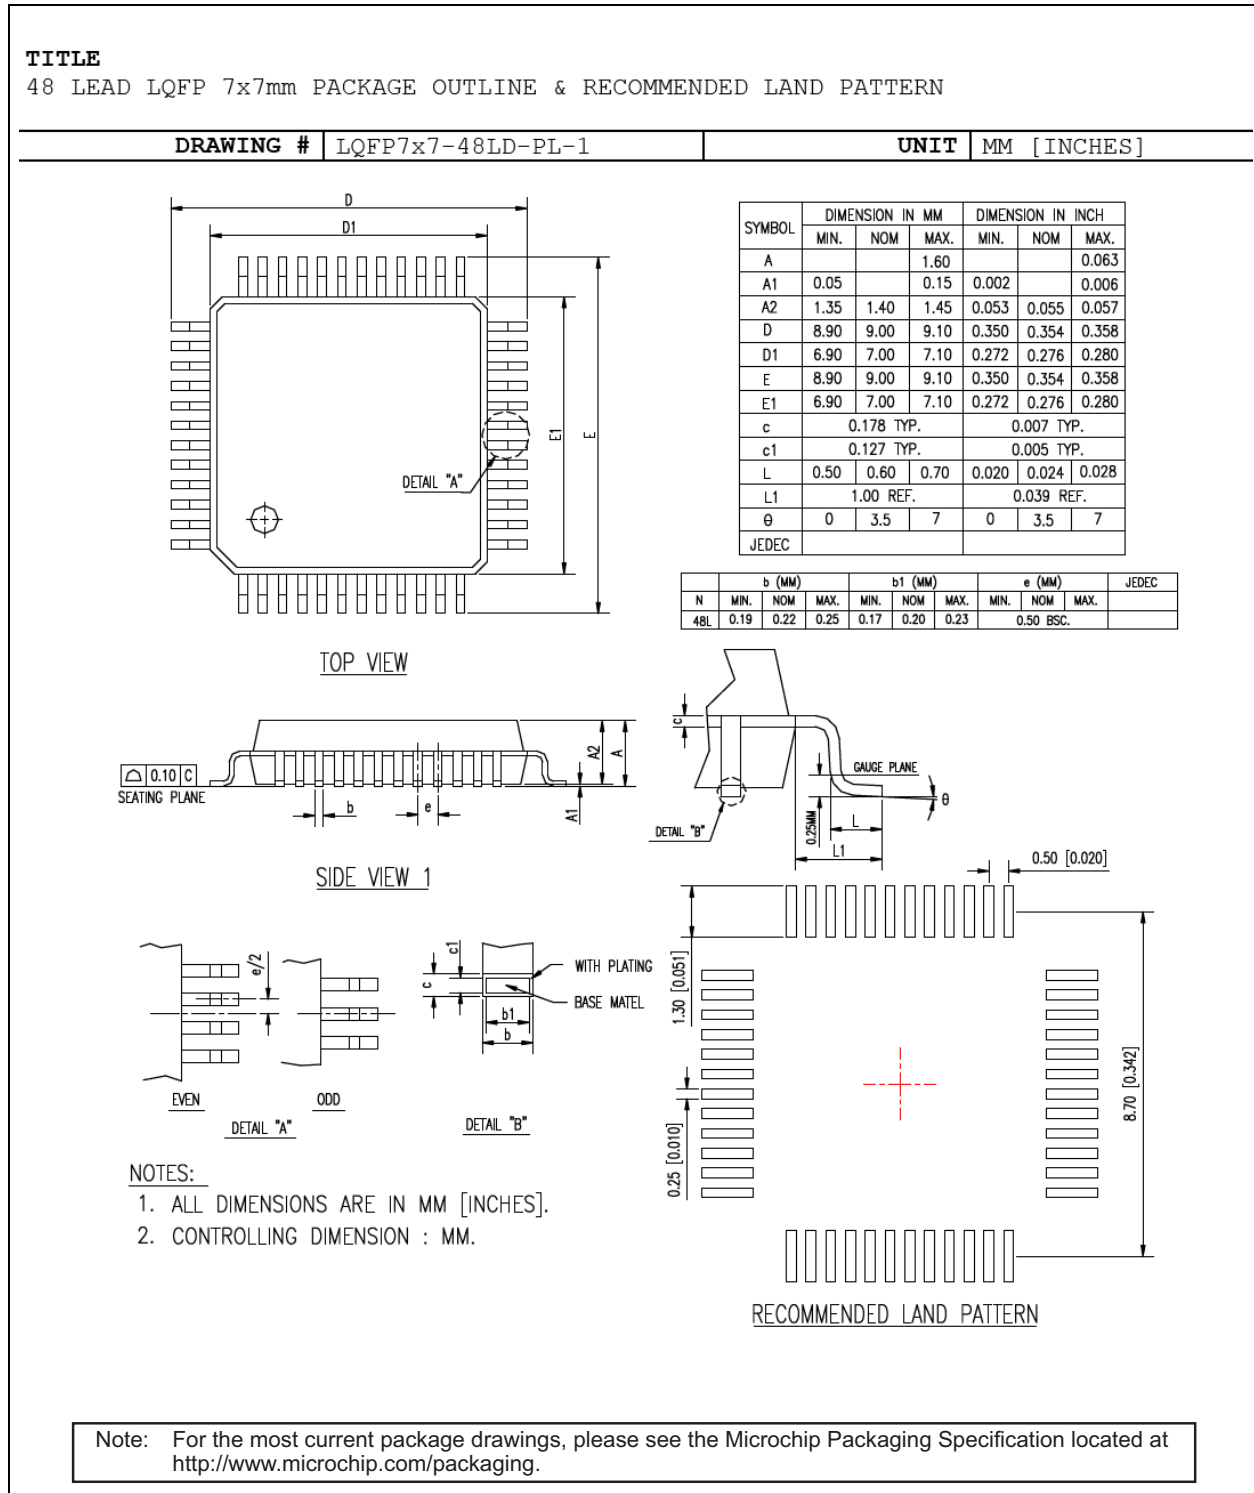 TITLE
48 LEAD LQFP 7x7mm PACKAGE OUTLINE & RECOMMENDED LAND PATTERN
DRAWING # LQFP7x7-48LD-PL-1 UNIT MM [INCHES]
D
D1
E1
E
DETAIL "A"
TOP VIEW
SYMBOL DIMENSION IN MM DIMENSION IN INCH
MIN. NOM MAX. MIN. NOM MAX.
A 1.60 0.063
A1 0.05 0.15 0.002 0.006
A2 1.35 1.40 1.45 0.053 0.055 0.057
D 8.90 9.00 9.10 0.350 0.354 0.358
D1 6.90 7.00 7.10 0.272 0.276 0.280
E 8.90 9.00 9.10 0.350 0.354 0.358
E1 6.90 7.00 7.10 0.272 0.276 0.280
c 0.178 TYP. 0.007 TYP.
c1 0.127 TYP. 0.005 TYP.
L 0.50 0.60 0.70 0.020 0.024 0.028
L1 1.00 REF. 0.039 REF.
θ 0 3.5 7 0 3.5 7
JEDEC
b (MM) b1 (MM) e (MM) JEDEC
N MIN. NOM MAX. MIN. NOM MAX. MIN. NOM MAX.
48L 0.19 0.22 0.25 0.17 0.20 0.23 0.50 BSC.
0.10 C
SEATING PLANE
b
e
A2
A
A1
SIDE VIEW 1
c
GAUGE PLANE
θ
DETAIL "B"
0.25MM
L
L1
e/2
EVEN
ODD
DETAIL "A"
c1
c
WITH PLATING
BASE MATEL
b1
b
DETAIL "B"
0.50 [0.020]
1.30 [0.051]
0.25 [0.010]
8.70 [0.342]
RECOMMENDED LAND PATTERN
NOTES:
1. ALL DIMENSIONS ARE IN MM [INCHES].
2. CONTROLLING DIMENSION : MM.
Note: For the most current package drawings, please see the Microchip Packaging Specification located at
http://www.microchip.com/packaging.